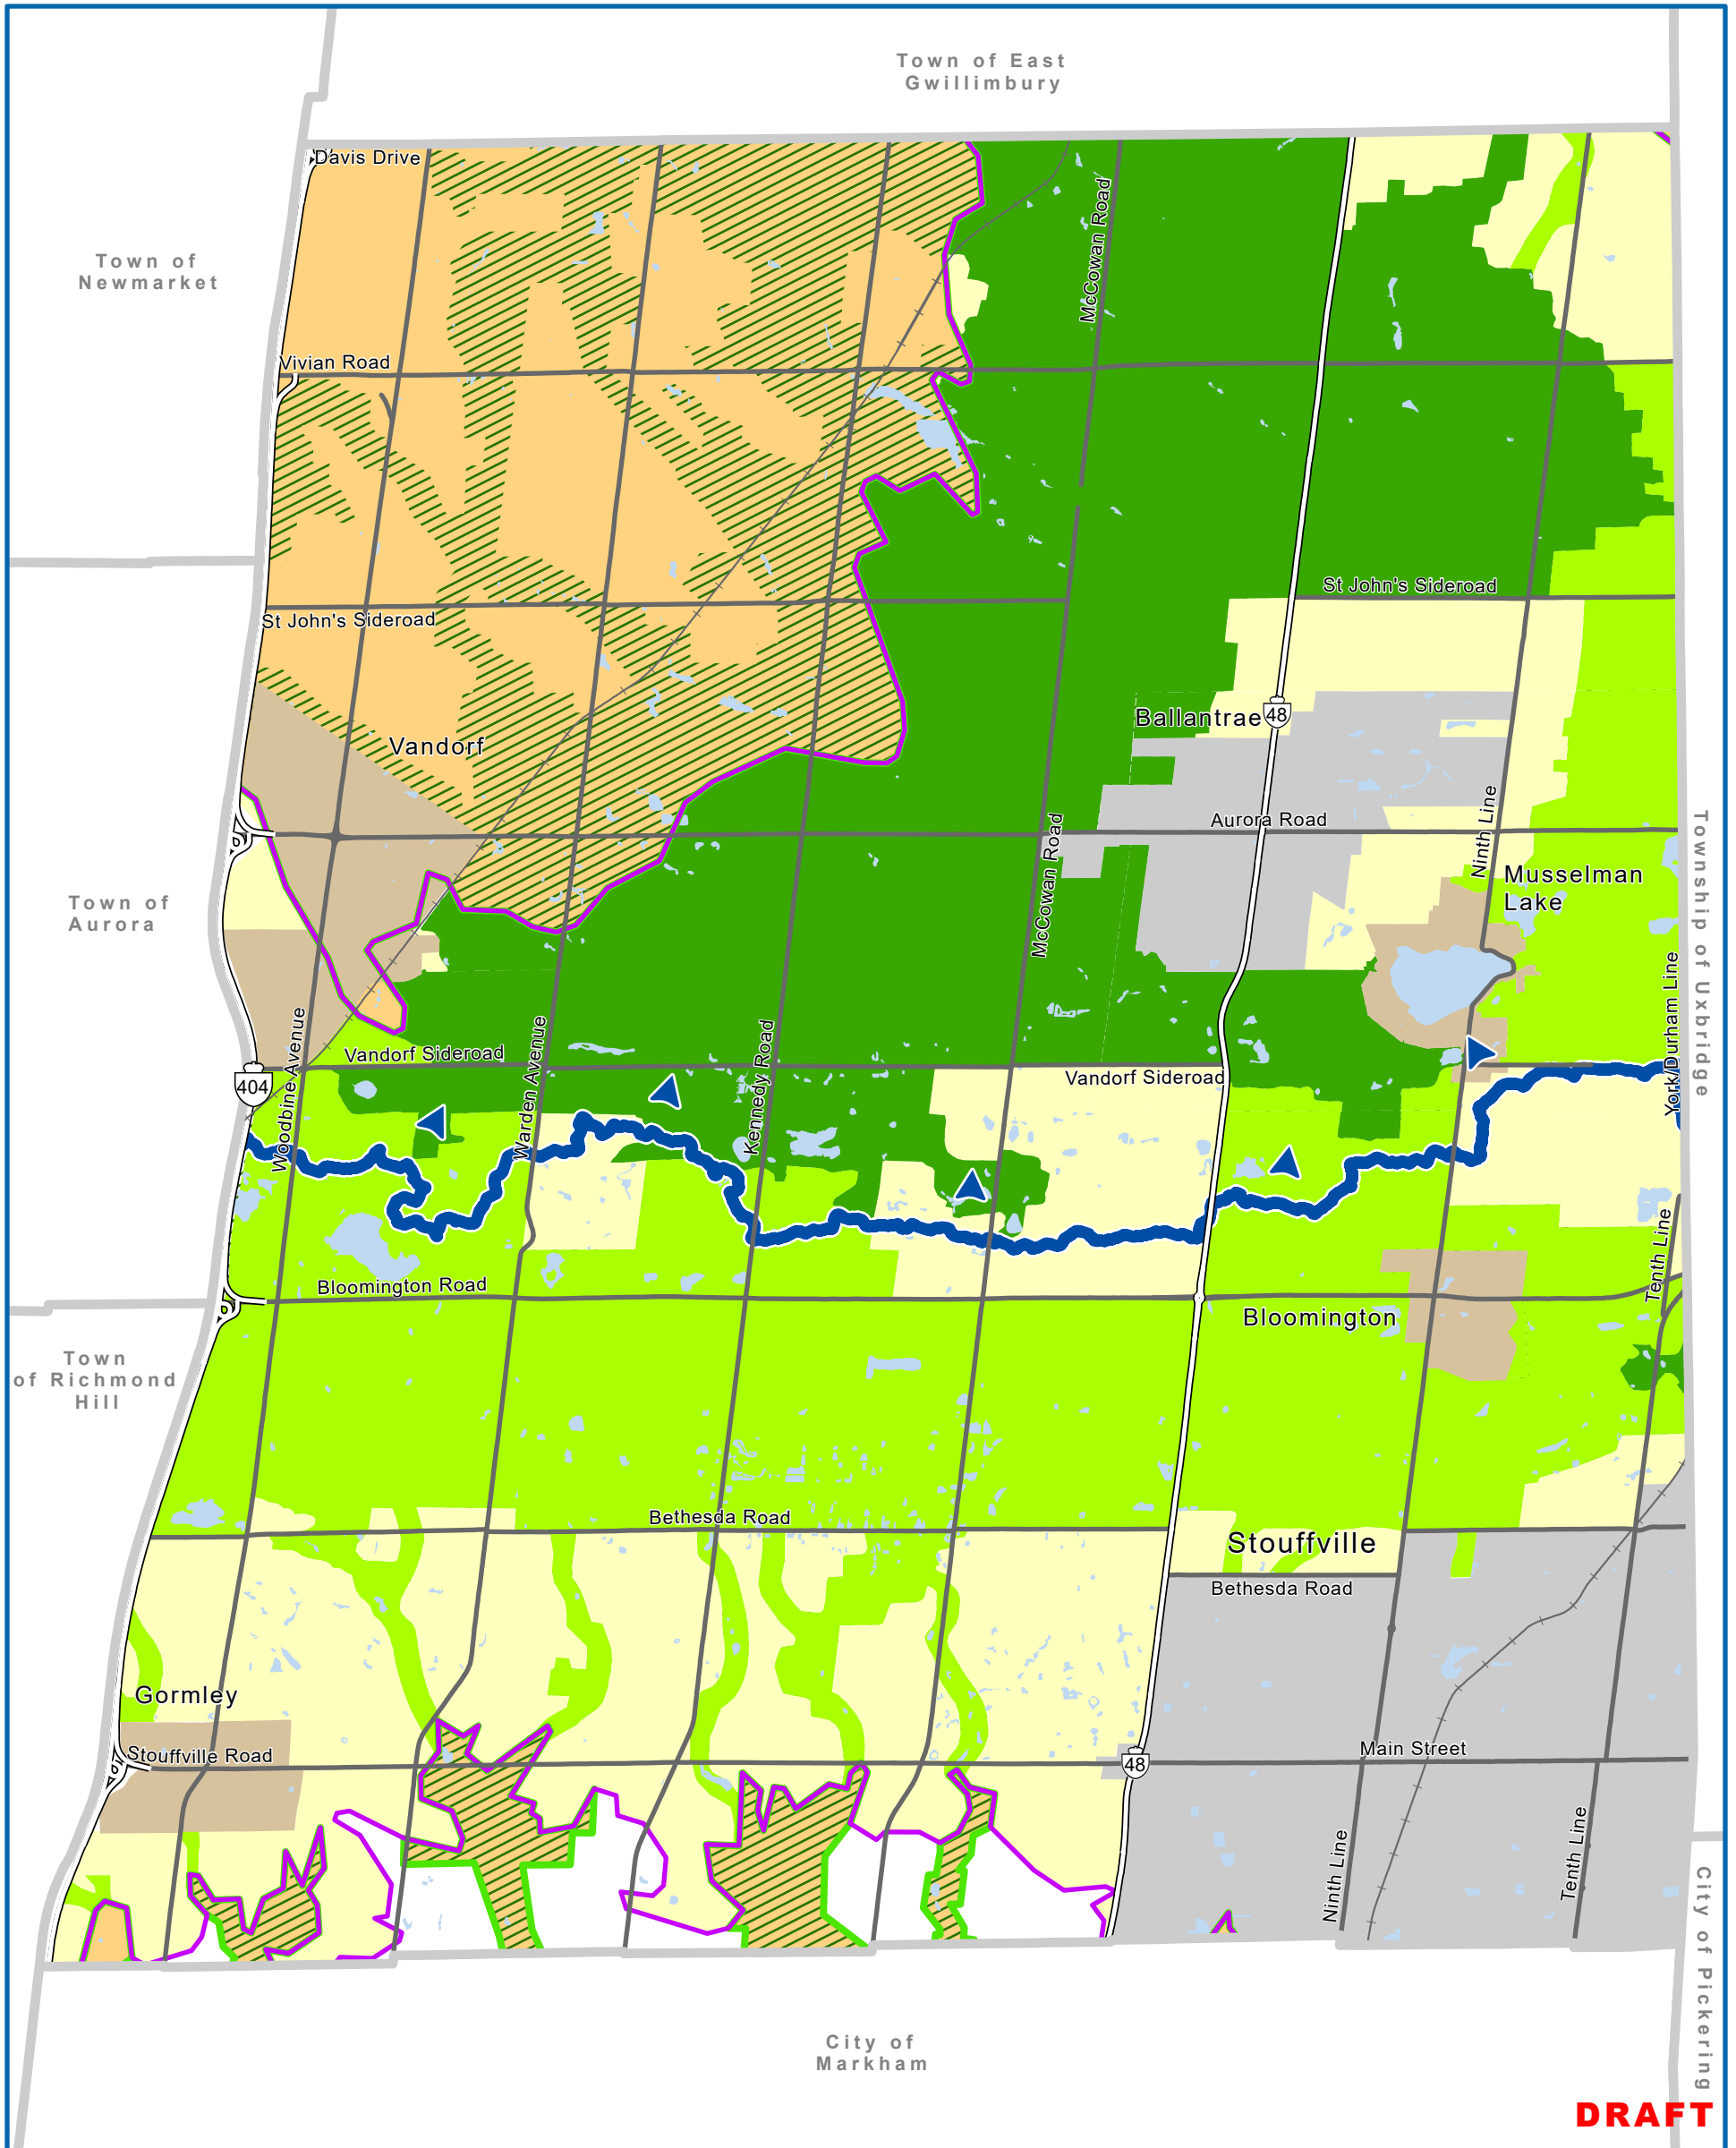 Town of East
Gwillimbury
Davis Drive
McCowan Road
Town of
Newmarket
Vivian Road
St John's Sideroad
St John's Sideroad
Ballantrae
48
Vandorf
Aurora Road
Ninth Line
McCowan Road
Musselman
Lake
Township of Uxbridge
Town of
Aurora
York/Durham Line
Woodbine Avenue
Warden Avenue
Kennedy Road
Vandorf Sideroad
Vandorf Sideroad
404
Tenth Line
Bloomington Road
Bloomington
Town
of Richmond
Hill
Bethesda Road
Stouffville
Bethesda Road
Gormley
Stouffville Road
Main Street
48
Ninth Line
Tenth Line
City of Pickering
City of
Markham
DRAFT